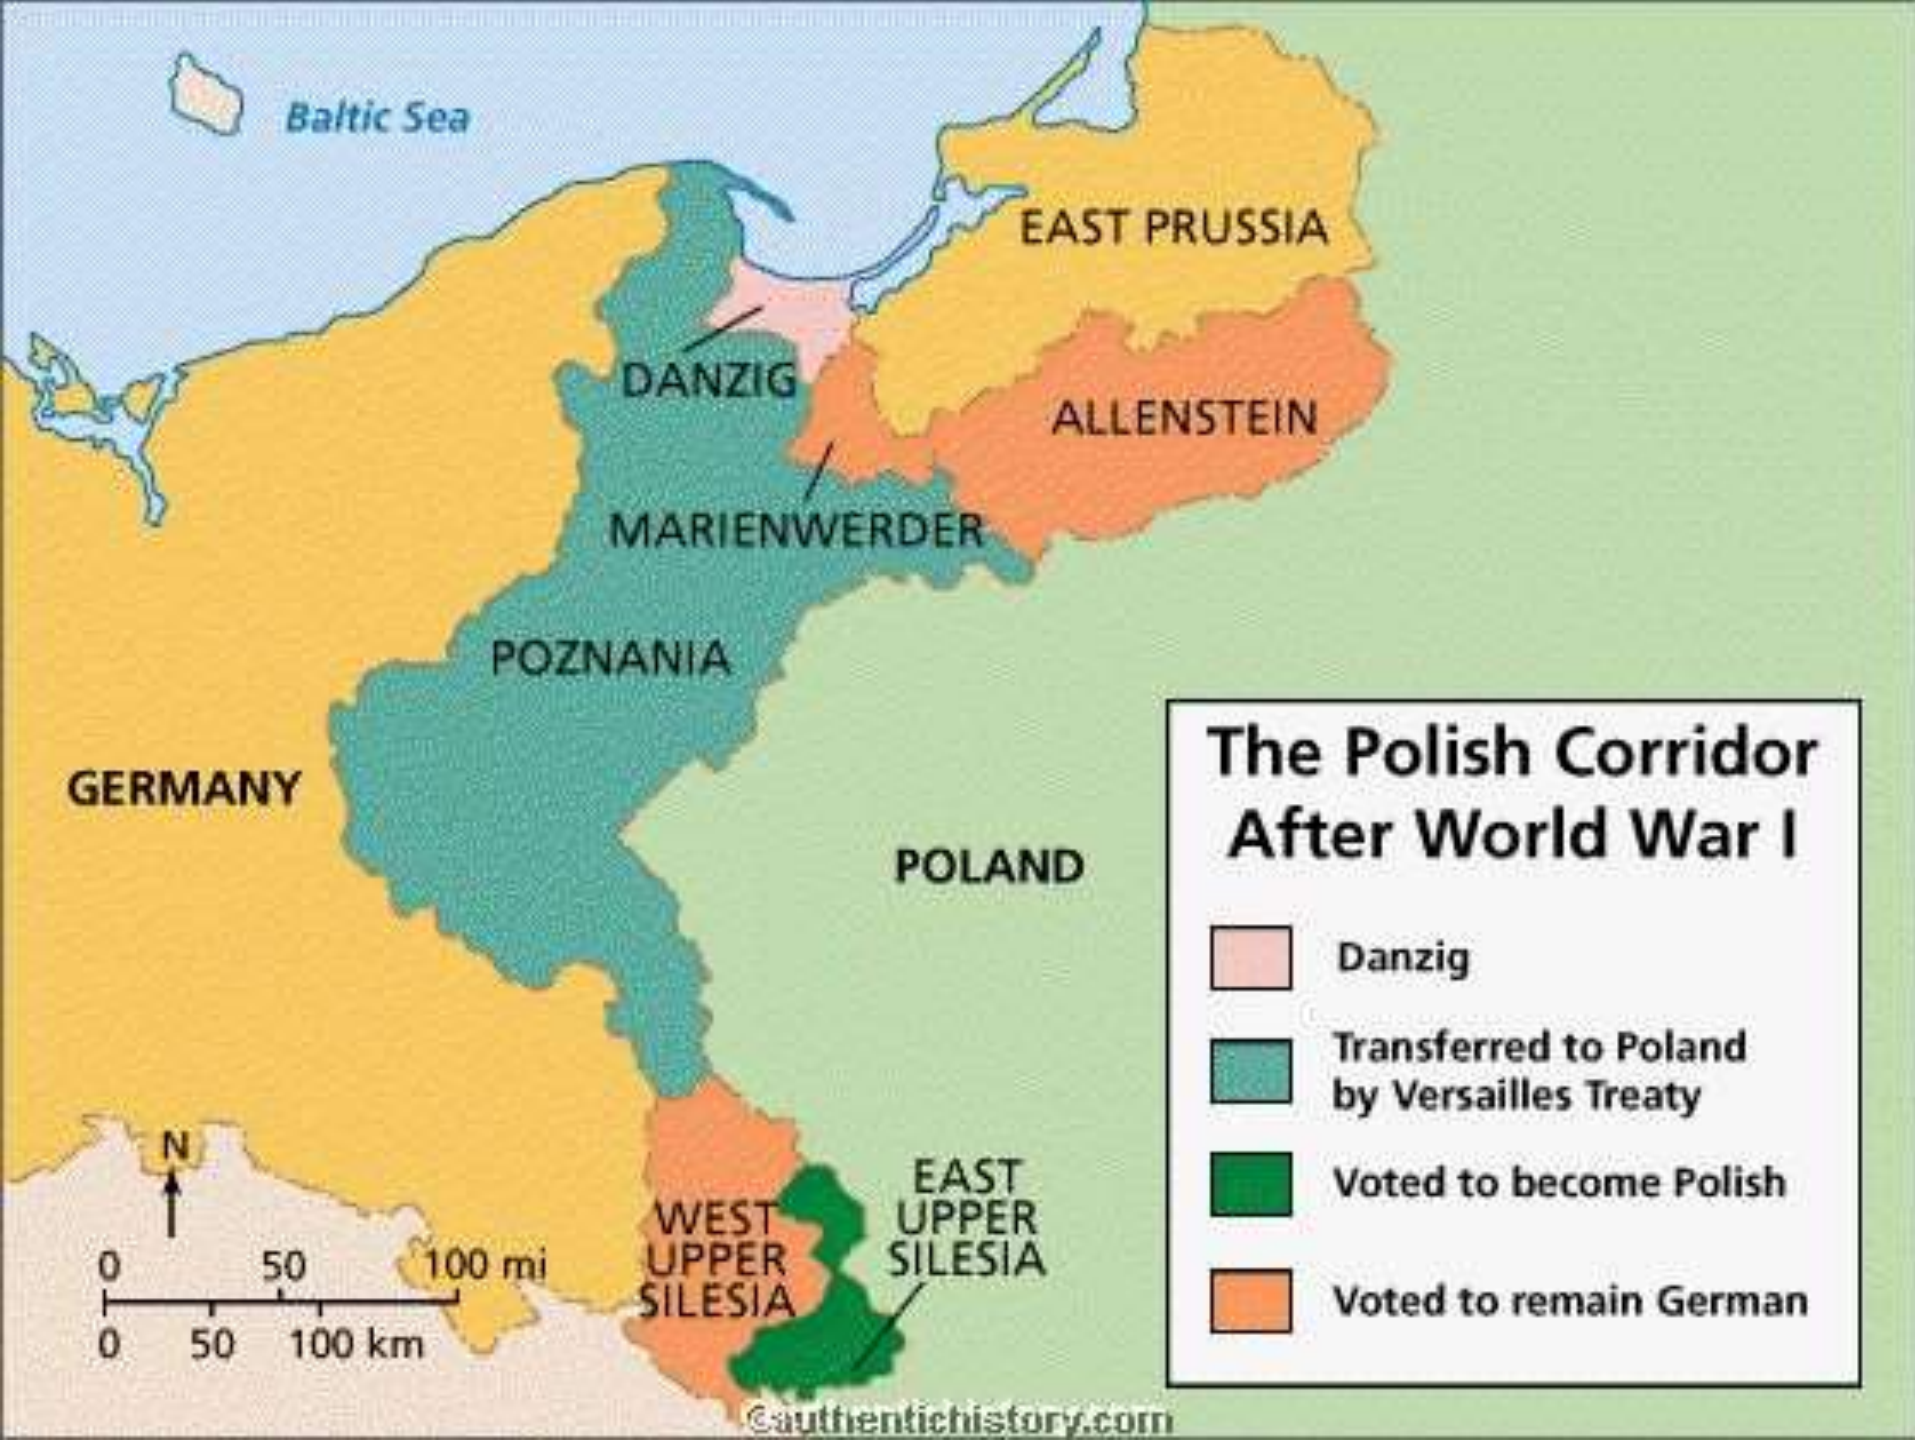 Baltic Sea
EAST PRUSSIA
DANZIG
ALLENSTEIN
MARIENWERDER
POZNANIA
GERMANY
POLAND
The Polish Corridor
After World War I
Danzig
Transferred to Poland
by Versailles Treaty
Voted to become Polish
Voted to remain German
N
0 50 100 mi
0 50 100 km
WEST
UPPER
SILESIA
EAST
UPPER
SILESIA
©authentichistory.com